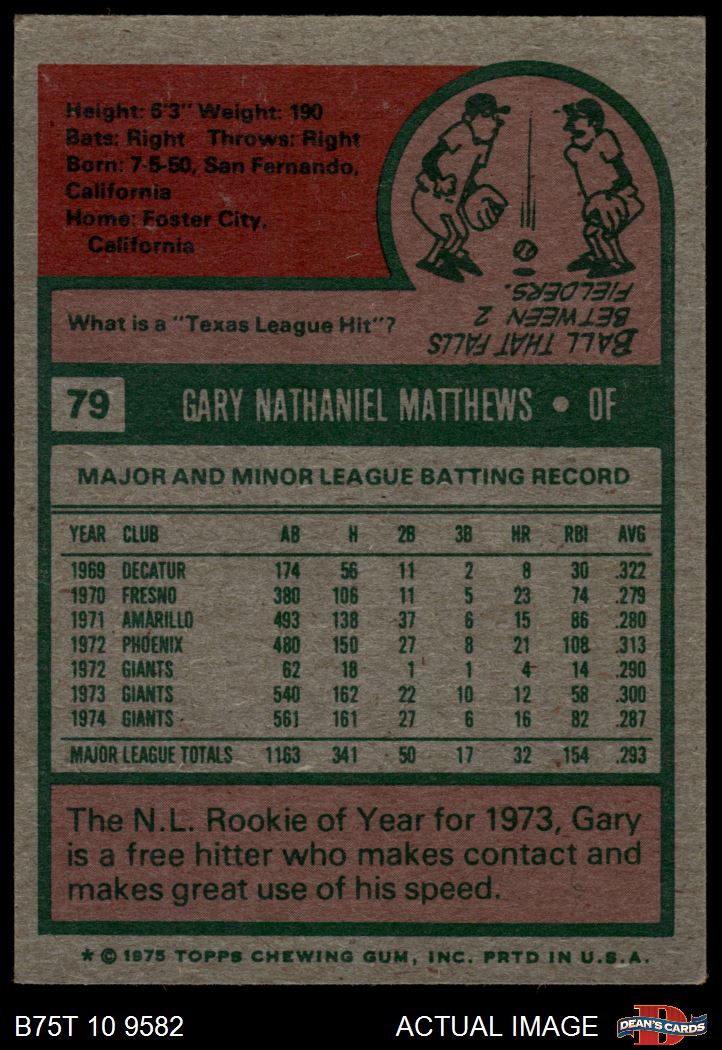 Height: 6'3" Weight: 190
Bats: Right Throws: Right
Born: 7-5-50, San Fernando,
California
Home: Foster City,
California
What is a "Texas League Hit"?
BALL THAT FALLS
BETWEEN 2
FIELDERS.
79 GARY NATHANIEL MATTHEWS • OF
MAJOR AND MINOR LEAGUE BATTING RECORD
YEAR CLUB AB H 2B 3B HR RBI AVG
1969 DECATUR 174 56 11 2 8 30 .322
1970 FRESNO 380 106 11 5 23 74 .279
1971 AMARILLO 493 138 37 6 15 86 .280
1972 PHOENIX 480 150 27 8 21 108 .313
1972 GIANTS 62 18 1 1 4 14 .290
1973 GIANTS 540 162 22 10 12 58 .300
1974 GIANTS 561 161 27 6 16 82 .287
MAJOR LEAGUE TOTALS 1163 341 50 17 32 154 .293
The N.L. Rookie of Year for 1973, Gary
is a free hitter who makes contact and
makes great use of his speed.
* © 1975 TOPPS CHEWING GUM, INC. PRTD IN U.S.A.
B75T 10 9582 ACTUAL IMAGE D DEAN'S CARDS